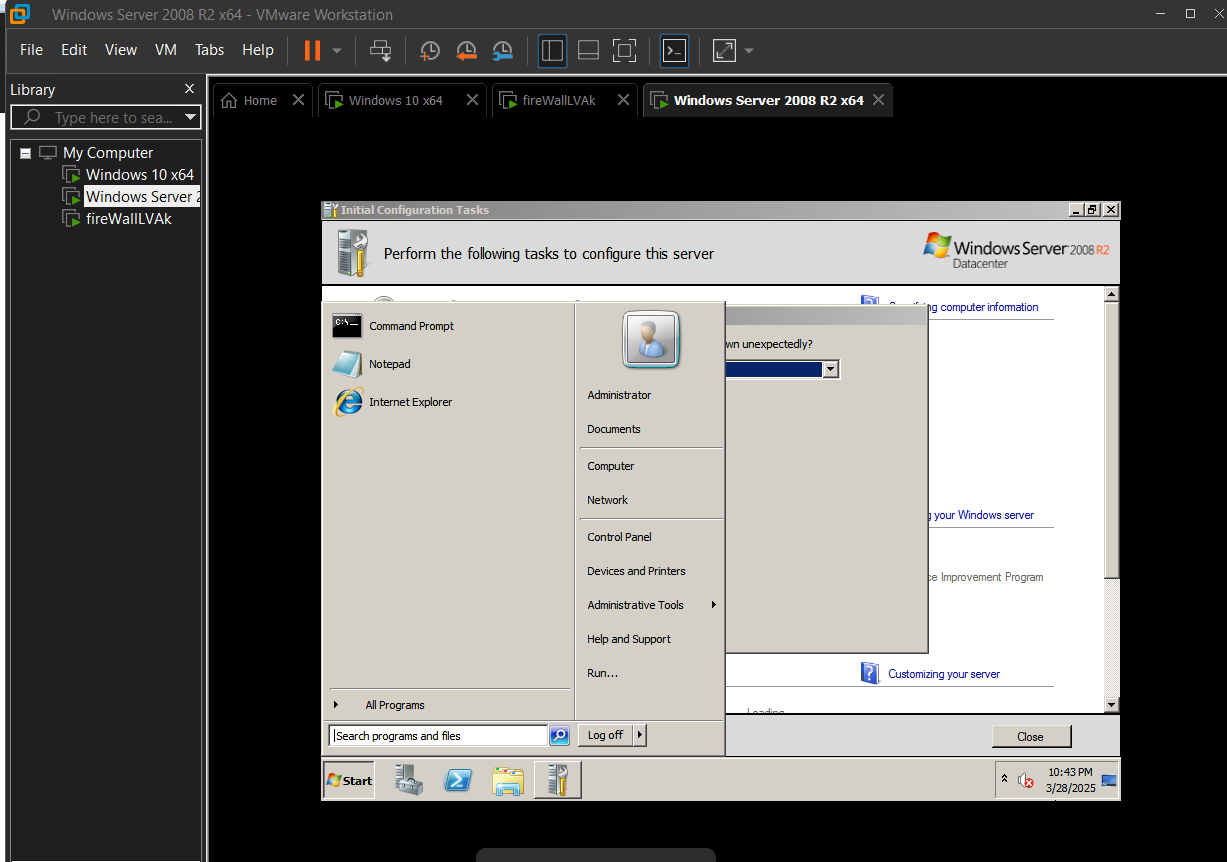 Windows Server 2008 R2 x64 - VMware Workstation
File Edit View VM Tabs Help
Library
Type here to sea...
My Computer
Windows 10 x64
Windows Server 2
fireWallLVAk
Home
Windows 10 x64
fireWallLVAk
Windows Server 2008 R2 x64
Initial Configuration Tasks
Perform the following tasks to configure this server
Windows Server 2008 R2
Datacenter
computer information
wn unexpectedly?
Command Prompt
Notepad
Internet Explorer
Administrator
Documents
Computer
Network
Control Panel
Devices and Printers
Administrative Tools
Help and Support
Run...
your Windows server
ce Improvement Program
Customizing your server
Loading
All Programs
Search programs and files
Log off
Close
Start
10:43 PM
3/28/2025